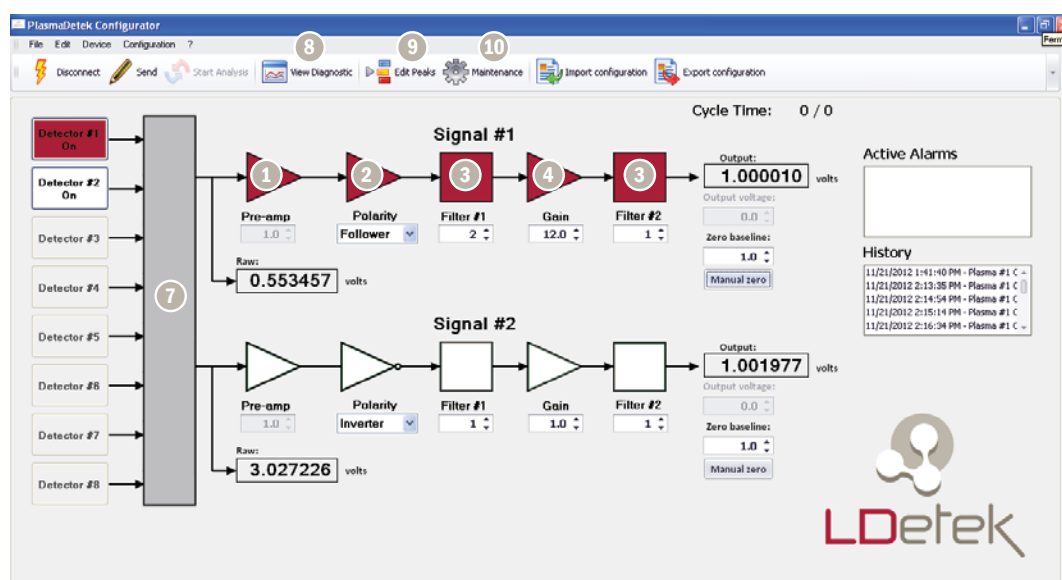 PlasmaDetek Configurator
Ferm
File Edit Device Configuration ?
8 9 10
Disconnect Send Start Analysis View Diagnostic Edit Peaks Maintenance Import configuration Export configuration
Cycle Time: 0 / 0
Detector #1
On
Detector #2
On
Detector #3
Detector #4
Detector #5
Detector #6
Detector #7
Detector #8
7
Signal #1
1 2 3 4 3
Pre-amp
1.0
Polarity
Follower
Filter #1
2
Gain
12.0
Filter #2
1
Raw:
0.553457 volts
Output:
1.000010 volts
Output voltage:
0.0
Zero baseline:
1.0
Manual zero
Signal #2
Pre-amp
1.0
Polarity
Inverter
Filter #1
1
Gain
1.0
Filter #2
1
Raw:
3.027226 volts
Output:
1.001977 volts
Output voltage:
0.0
Zero baseline:
1.0
Manual zero
Active Alarms
History
11/21/2012 1:41:40 PM - Plasma #1 C
11/21/2012 2:13:35 PM - Plasma #1 C
11/21/2012 2:14:54 PM - Plasma #1 C
11/21/2012 2:15:14 PM - Plasma #1 C
11/21/2012 2:16:34 PM - Plasma #1 C
LDetek